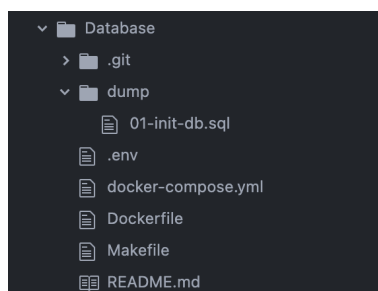 Database
.git
dump
01-init-db.sql
.env
docker-compose.yml
Dockerfile
Makefile
README.md